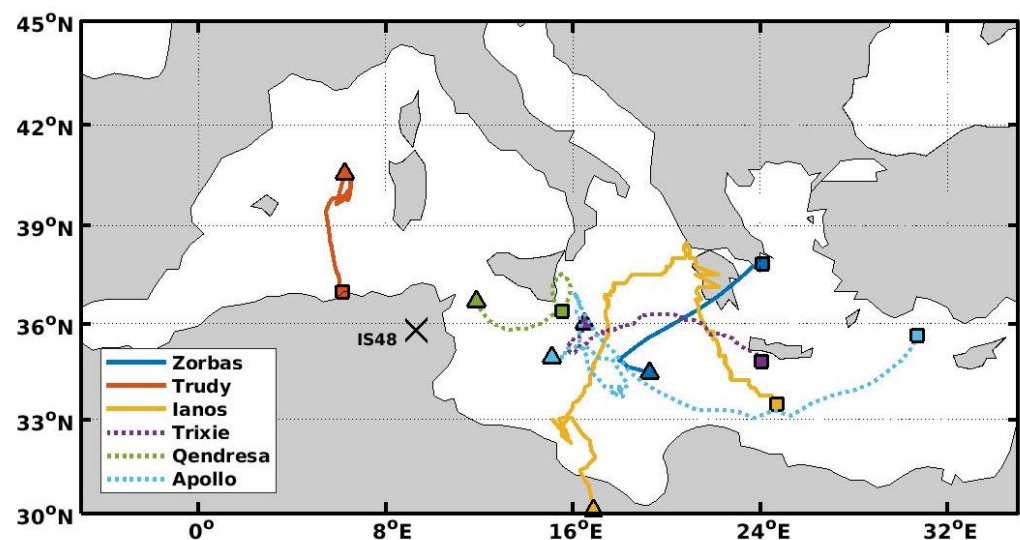 45°N
42°N
39°N
36°N
33°N
30°N
IS48
Zorbas
Trudy
Ianos
Trixie
Qendresa
Apollo
0°
8°E
16°E
24°E
32°E